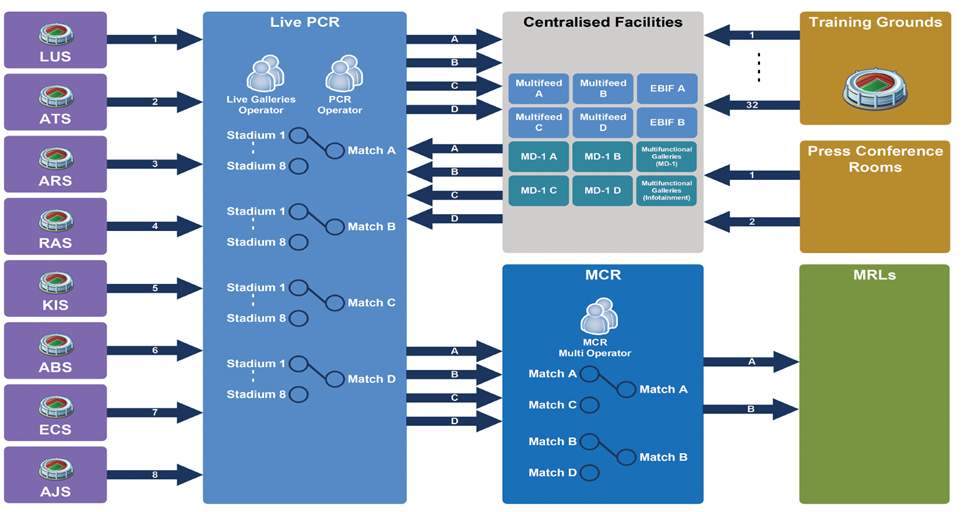 LUS
ATS
ARS
RAS
KIS
ABS
ECS
AJS
1
2
3
4
5
6
7
8
Live PCR
Live Galleries
Operator
PCR
Operator
Stadium 1
Stadium 8
Match A
Stadium 1
Stadium 8
Match B
Stadium 1
Stadium 8
Match C
Stadium 1
Stadium 8
Match D
A
B
C
D
A
B
C
D
A
B
C
D
Centralised Facilities
Multifeed
A
Multifeed
B
EBIF A
Multifeed
C
Multifeed
D
EBIF B
MD-1 A
MD-1 B
Multifunctional
Galleries
(MD-1)
MD-1 C
MD-1 D
Multifunctional
Galleries
(Infotainment)
MCR
MCR
Multi Operator
Match A
Match C
Match A
Match B
Match D
Match B
1
32
1
2
A
B
Training Grounds
Press Conference
Rooms
MRLs